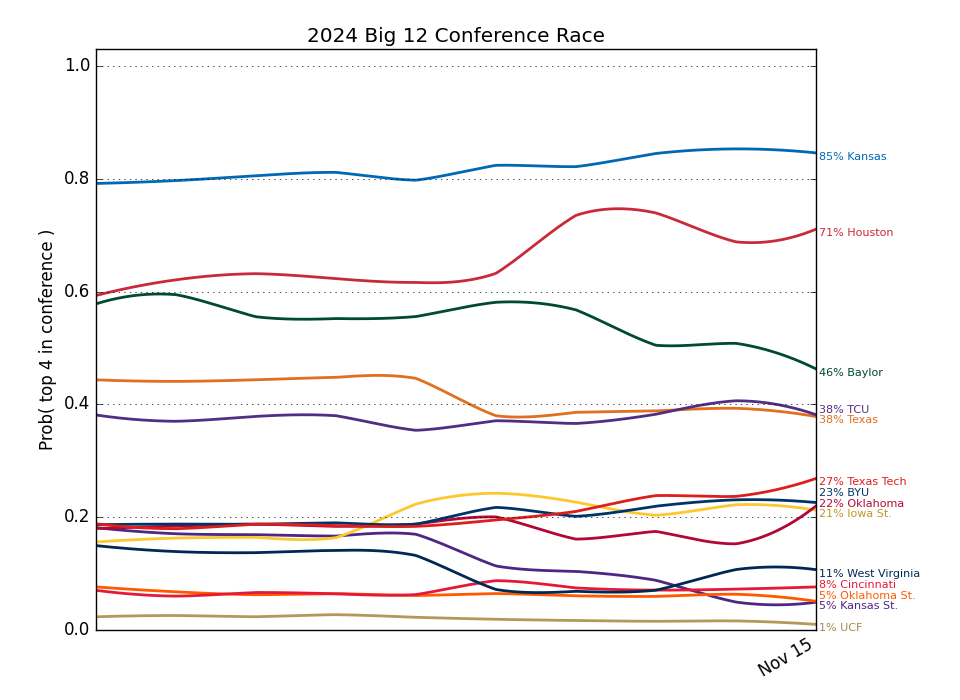 2024 Big 12 Conference Race
Prob( top 4 in conference )
1.0
0.8
0.6
0.4
0.2
0.0
85% Kansas
71% Houston
46% Baylor
38% TCU
38% Texas
27% Texas Tech
23% BYU
22% Oklahoma
21% Iowa St.
11% West Virginia
8% Cincinnati
5% Oklahoma St.
5% Kansas St.
1% UCF
Nov 15